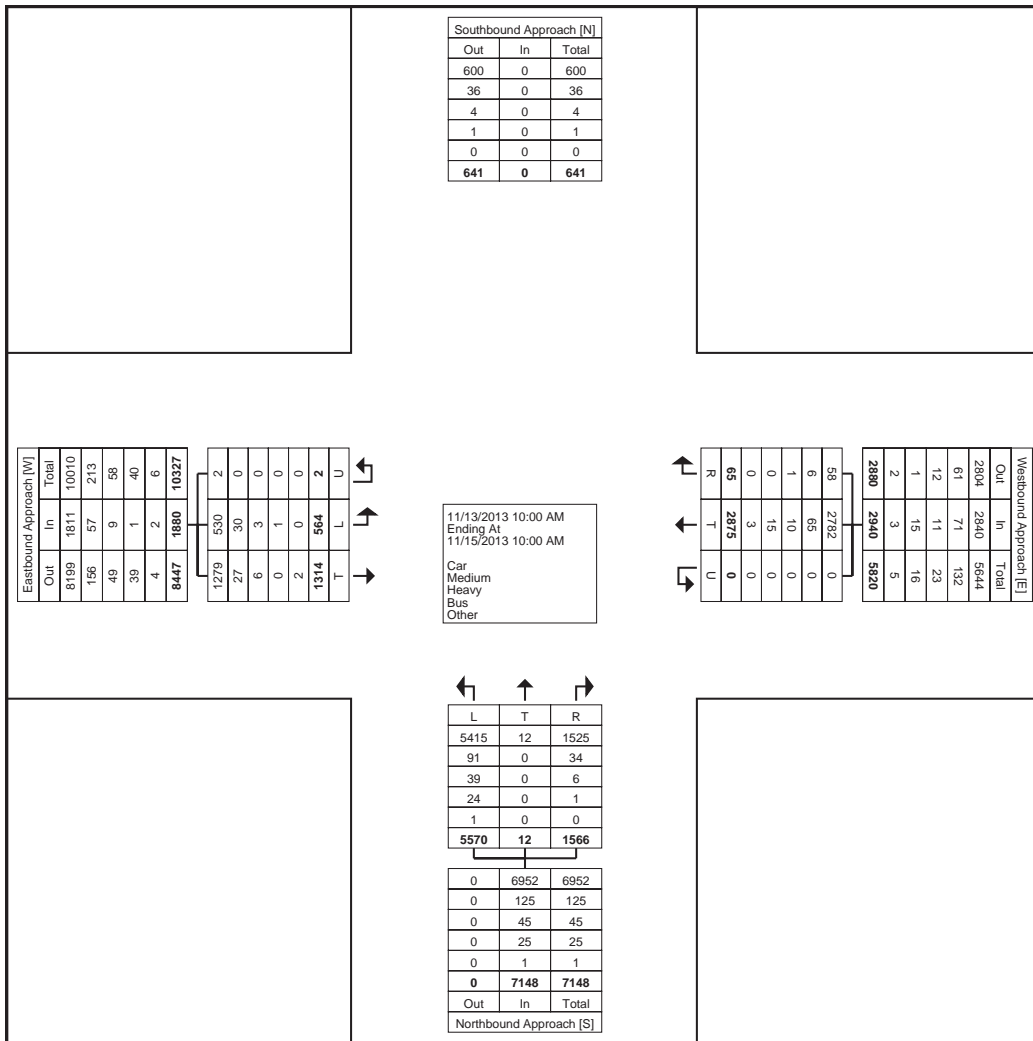 Southbound Approach [N]
Out In Total
600 0 600
36 0 36
4 0 4
1 0 1
0 0 0
641 0 641
Eastbound Approach [W]
Out In Total
8199 1811 10010
156 57 213
49 9 58
39 1 40
4 2 6
8447 1880 10327
1279 530 2
27 30 0
6 3 0
0 1 0
2 0 0
1314 564 2
T L U
11/13/2013 10:00 AM
Ending At
11/15/2013 10:00 AM
Car
Medium
Heavy
Bus
Other
Westbound Approach [E]
Out In Total
2804 2840 5644
61 71 132
12 11 23
1 15 16
2 3 5
2880 2940 5820
58 2782 0
6 65 0
1 10 0
0 15 0
0 3 0
65 2875 0
R T U
L T R
5415 12 1525
91 0 34
39 0 6
24 0 1
1 0 0
5570 12 1566
0 6952 6952
0 125 125
0 45 45
0 25 25
0 1 1
0 7148 7148
Out In Total
Northbound Approach [S]